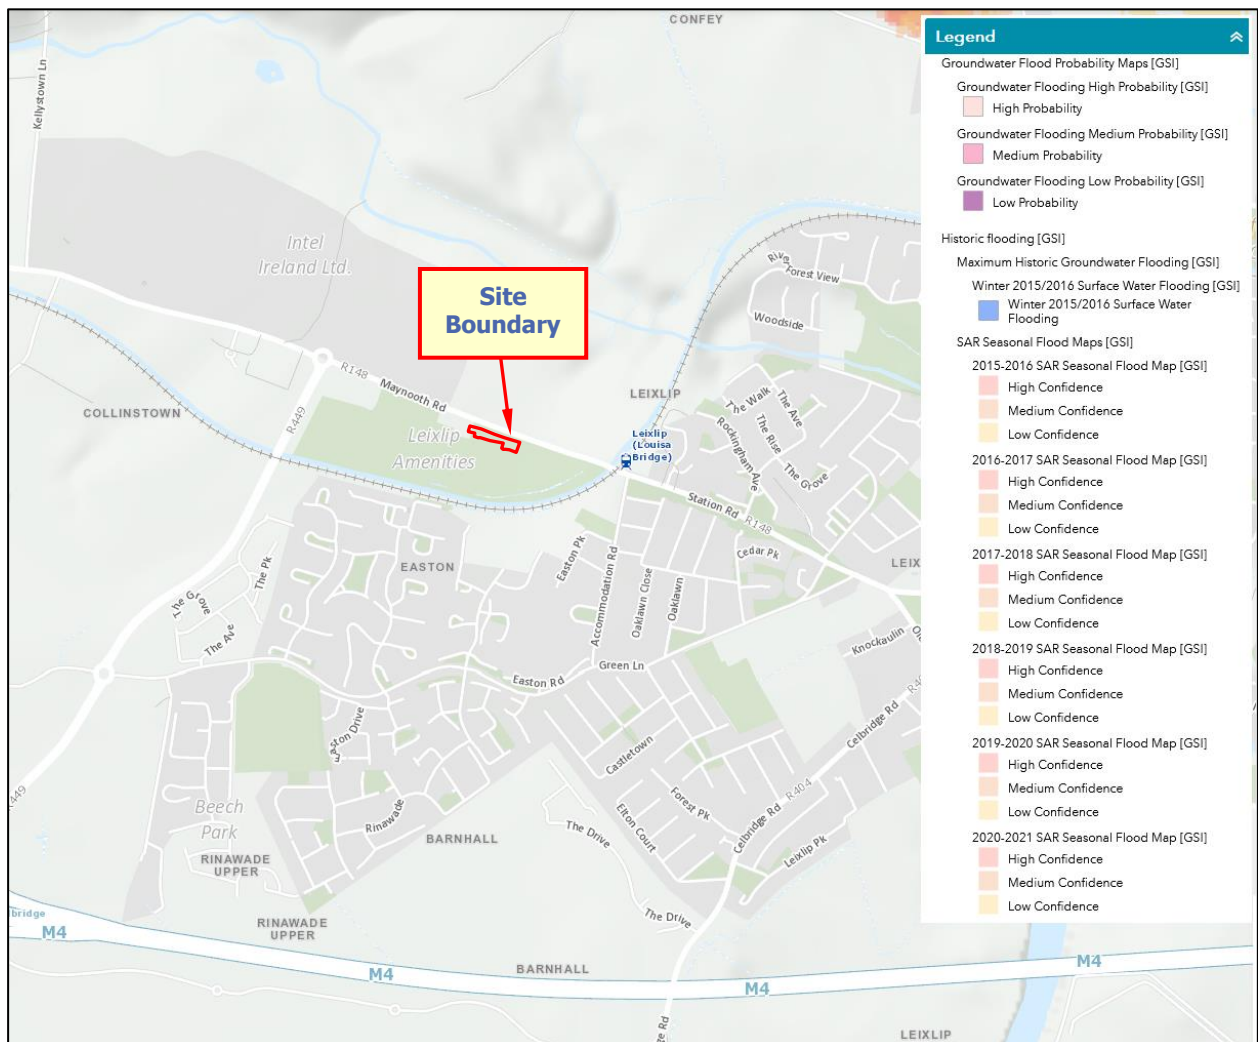 CONFEY
Kellystown Ln
Intel
Ireland Ltd.
Site
Boundary
River
Forest View
Woodside
R148
Maynooth Rd
COLLINSTOWN
R449
Leixlip
Amenities
LEIXLIP
Leixlip
(Louisa
Bridge)
The Walk
The Ave
The Rise
Rockingham Ave
The Grove
Station Rd
R148
Cedar Pk
The Pk
EASTON
Easton Pk
Accommodation Rd
Oaklawn Close
Oaklawn
The Grove
The Ave
Knockaulin
Green Ln
Easton Rd
Easton Drive
Castletown
Celbridge Rd
R404
Forest Pk
Elton Court
Celbridge Rd
Leixlip Pk
R449
Beech
Park
Rinawade
BARNHALL
The Drive
RINAWADE
UPPER
The Drive
RINAWADE
UPPER
M4
M4
BARNHALL
M4
M4
LEIXLIP
Legend
Groundwater Flood Probability Maps [GSI]
Groundwater Flooding High Probability [GSI]
High Probability
Groundwater Flooding Medium Probability [GSI]
Medium Probability
Groundwater Flooding Low Probability [GSI]
Low Probability
Historic flooding [GSI]
Maximum Historic Groundwater Flooding [GSI]
Winter 2015/2016 Surface Water Flooding [GSI]
Winter 2015/2016 Surface Water
Flooding
SAR Seasonal Flood Maps [GSI]
2015-2016 SAR Seasonal Flood Map [GSI]
High Confidence
Medium Confidence
Low Confidence
2016-2017 SAR Seasonal Flood Map [GSI]
High Confidence
Medium Confidence
Low Confidence
2017-2018 SAR Seasonal Flood Map [GSI]
High Confidence
Medium Confidence
Low Confidence
2018-2019 SAR Seasonal Flood Map [GSI]
High Confidence
Medium Confidence
Low Confidence
2019-2020 SAR Seasonal Flood Map [GSI]
High Confidence
Medium Confidence
Low Confidence
2020-2021 SAR Seasonal Flood Map [GSI]
High Confidence
Medium Confidence
Low Confidence